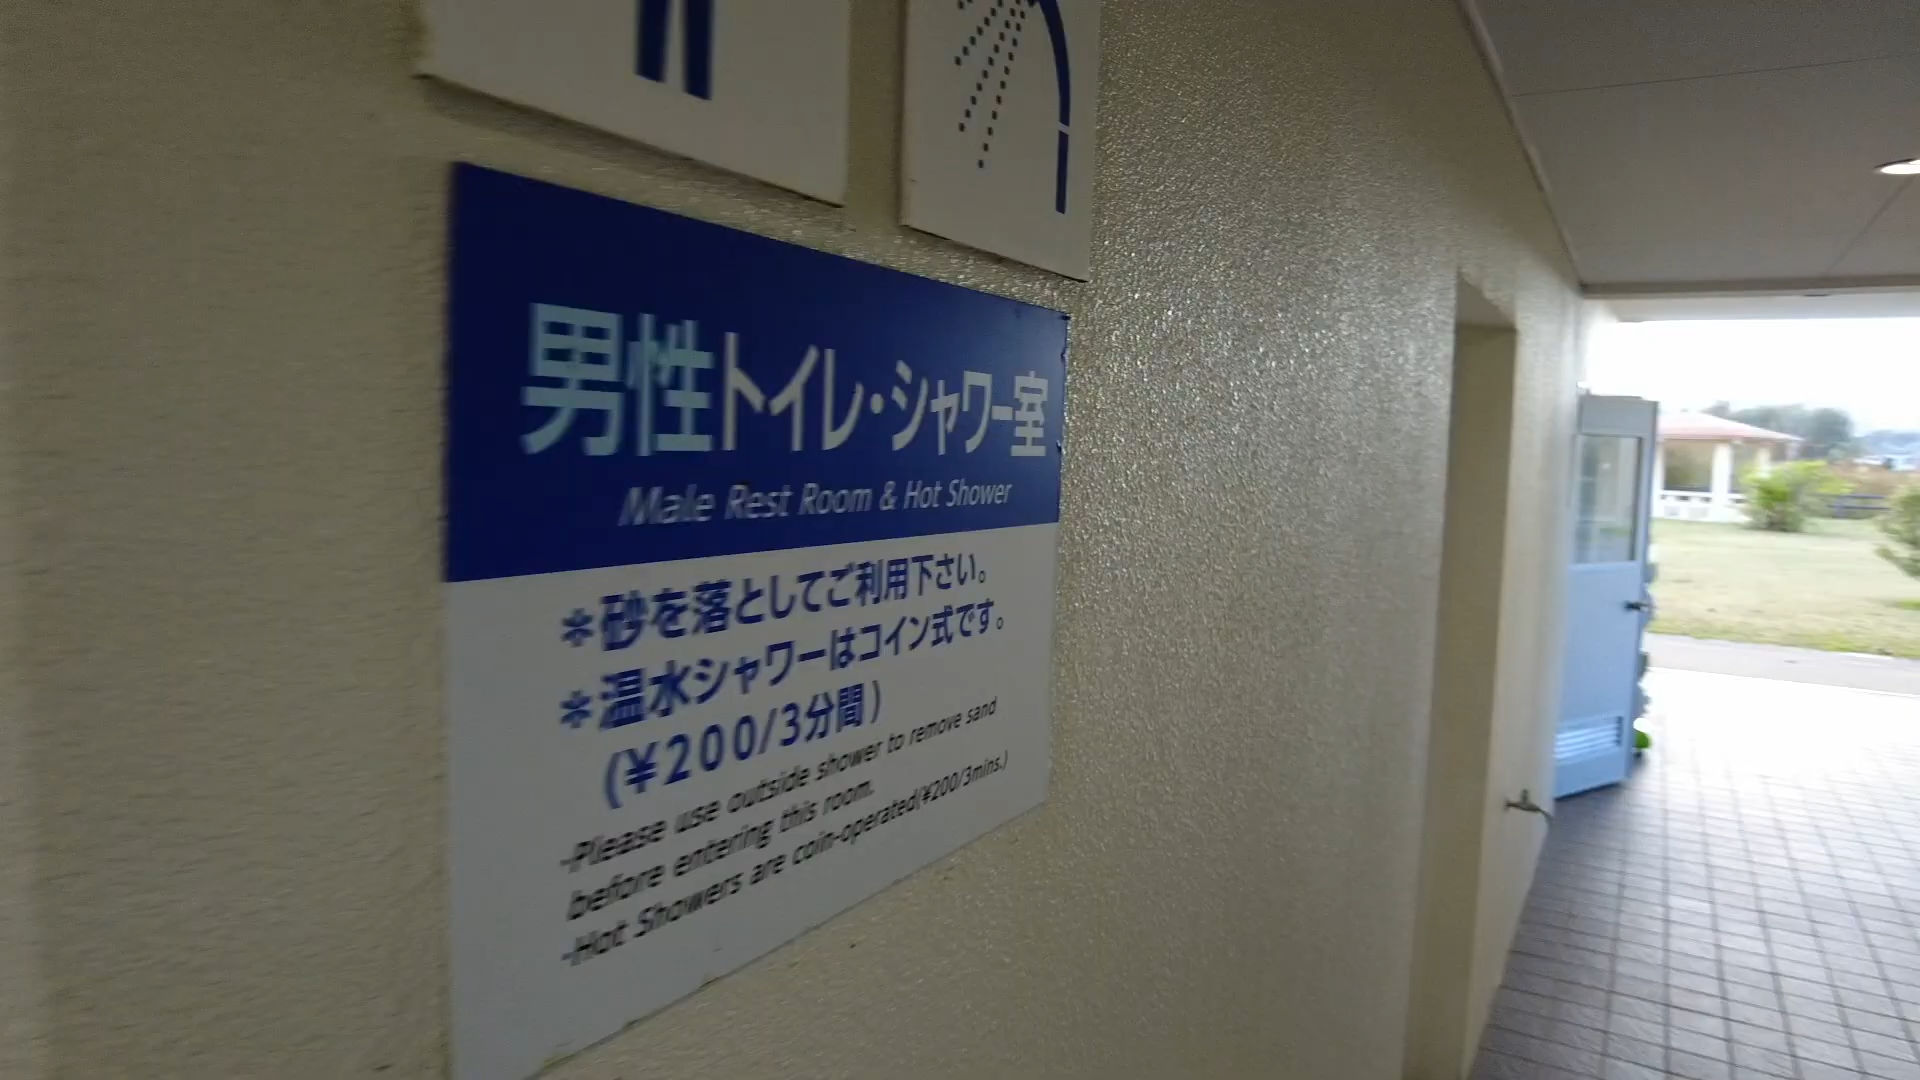 男性トイレ・シャワー室
Male Rest Room & Hot Shower
*砂を落としてご利用下さい。
*温水シャワーはコイン式です。
(¥200/3分間)
-Please use outside shower to remove sand
before entering this room.
-Hot Showers are coin-operated(¥200/3mins.)